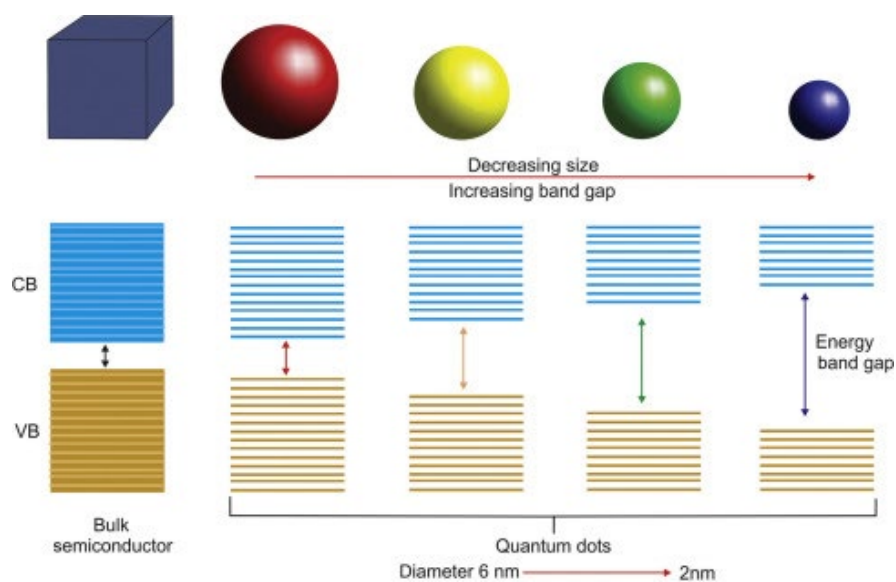 Decreasing size
Increasing band gap
CB
Energy
band gap
VB
Bulk
semiconductor
Quantum dots
Diameter 6 nm
2nm